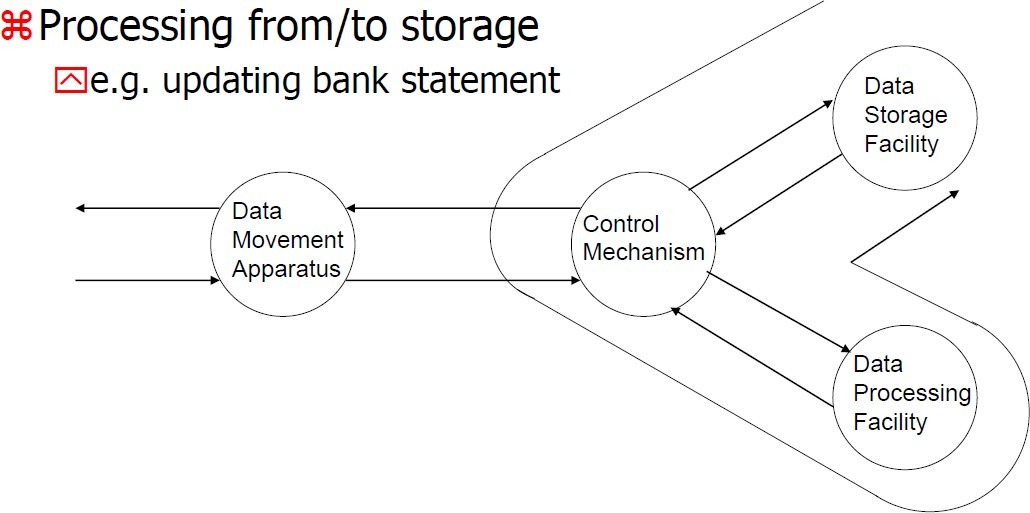 ⌘Processing from/to storage
e.g. updating bank statement
Data
Storage
Facility
Data
Movement
Apparatus
Control
Mechanism
Data
Processing
Facility